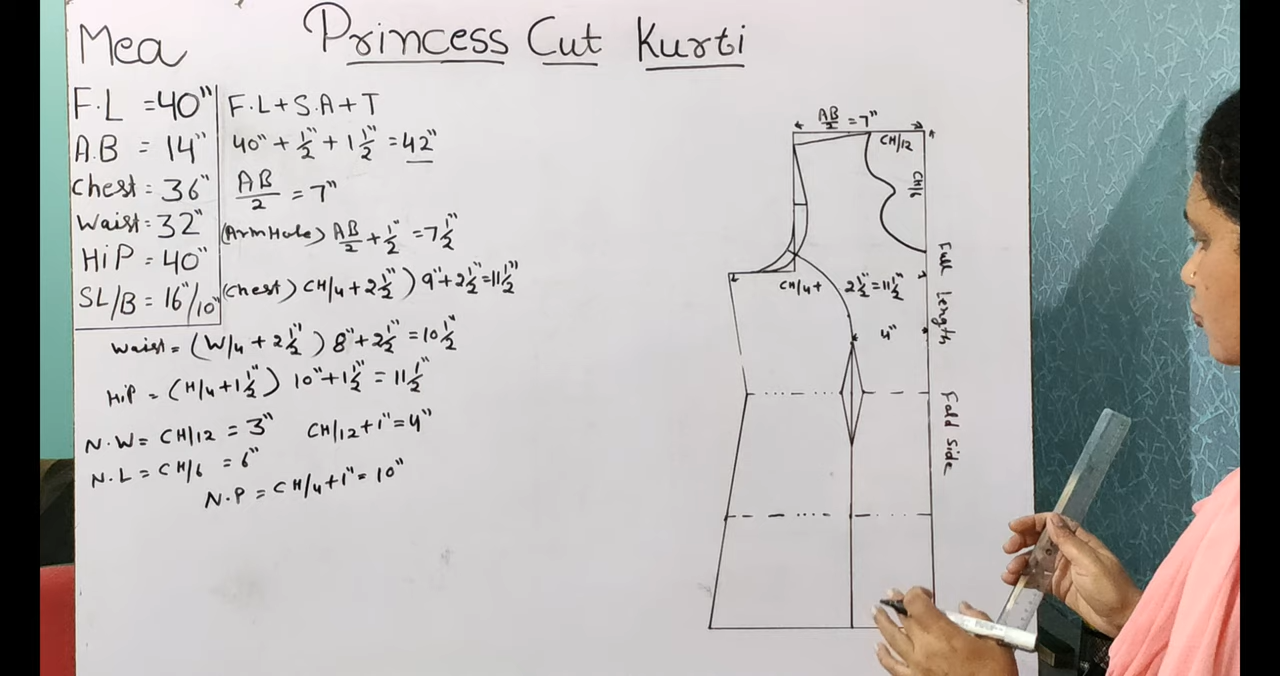 Mea
Princess Cut Kurti
F.L = 40"
A.B = 14"
Chest = 36"
Waist = 32"
HiP = 40"
SL/B = 16"/10"
F.L + S.A + T
40" + 1/2" + 1 1/2" = 42"
AB/2 = 7"
(ArmHole) AB/2 + 1/2" = 7 1/2"
(Chest) CH/4 + 2 1/2") 9" + 2 1/2" = 11 1/2"
Waist = (W/4 + 2 1/2") 8" + 2 1/2" = 10 1/2"
HiP = (H/4 + 1 1/2") 10" + 1 1/2" = 11 1/2"
N.W = CH/12 = 3" CH/12 + 1" = 4"
N.L = CH/6 = 6"
N.P = CH/4 + 1" = 10"
AB/2 = 7"
CH/12
CH/6
CH/4 + 2 1/2" = 11 1/2"
4"
Full Length
Fold side